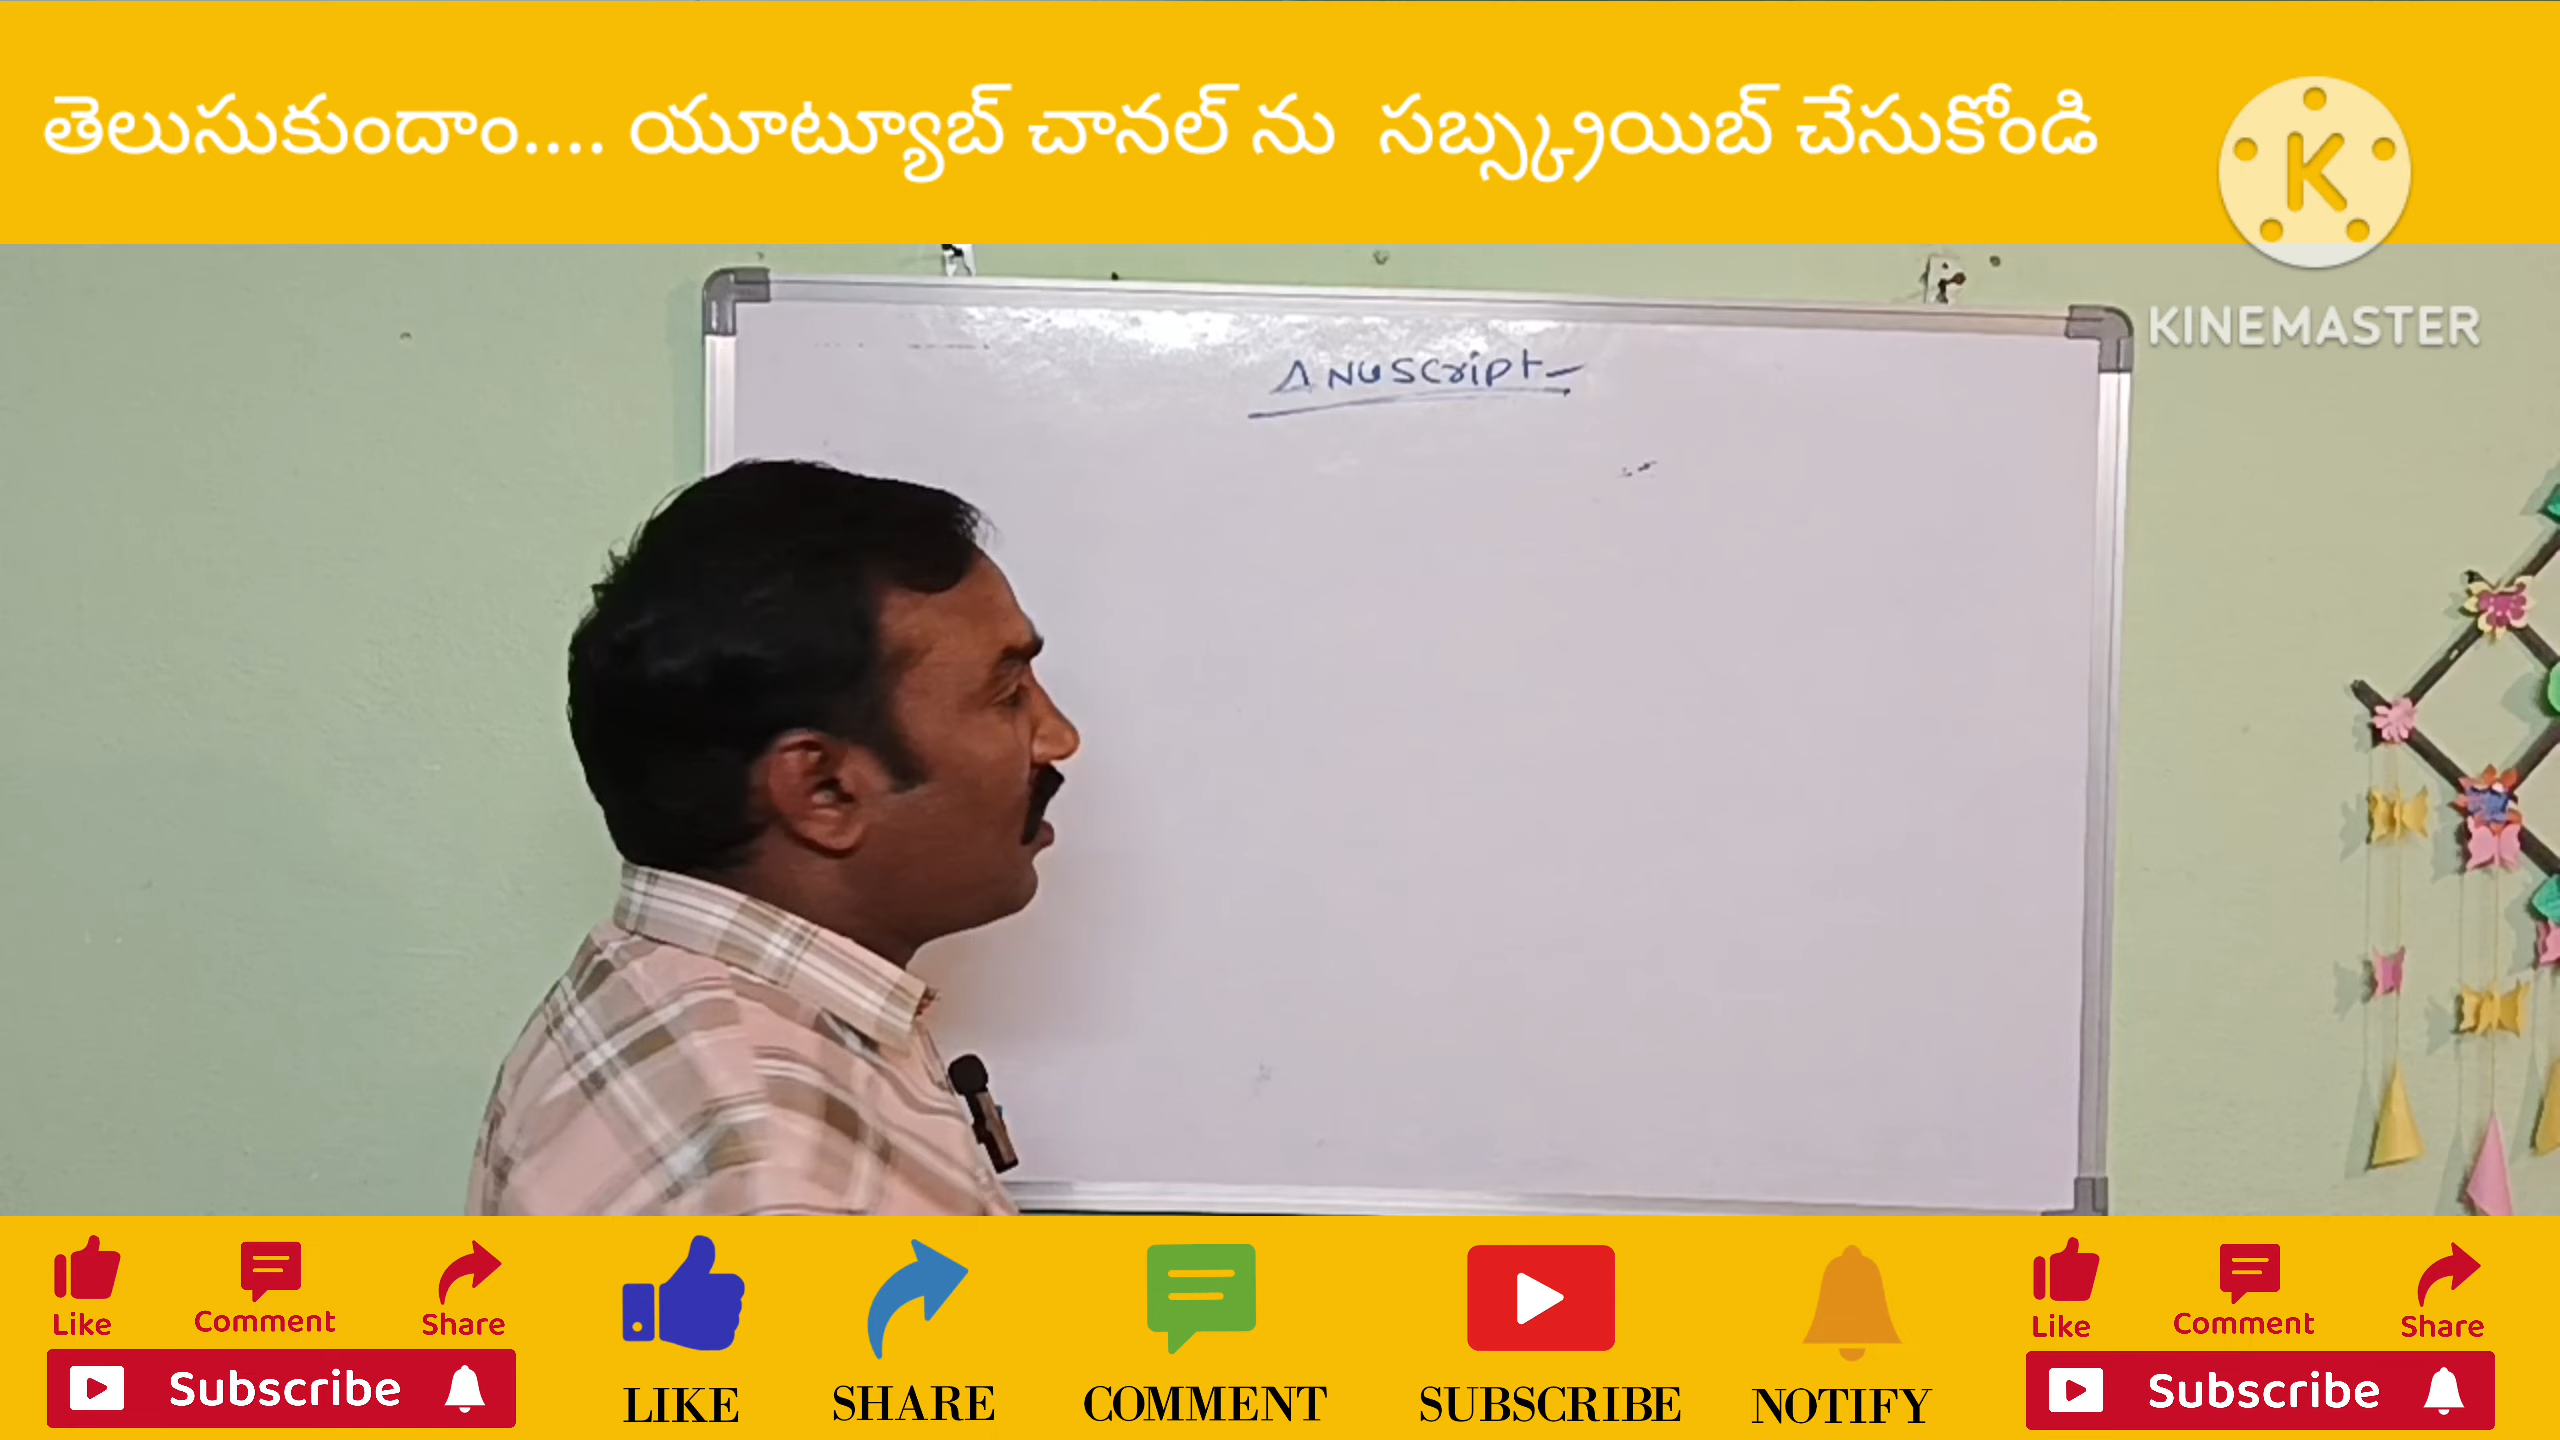 తెలుసుకుందాం.... యూట్యూబ్ చానల్ ను సబ్స్క్రయిబ్ చేసుకోండి
K
KINEMASTER
ANUScript-
Like Comment Share
Subscribe
LIKE SHARE COMMENT SUBSCRIBE NOTIFY
Like Comment Share
Subscribe